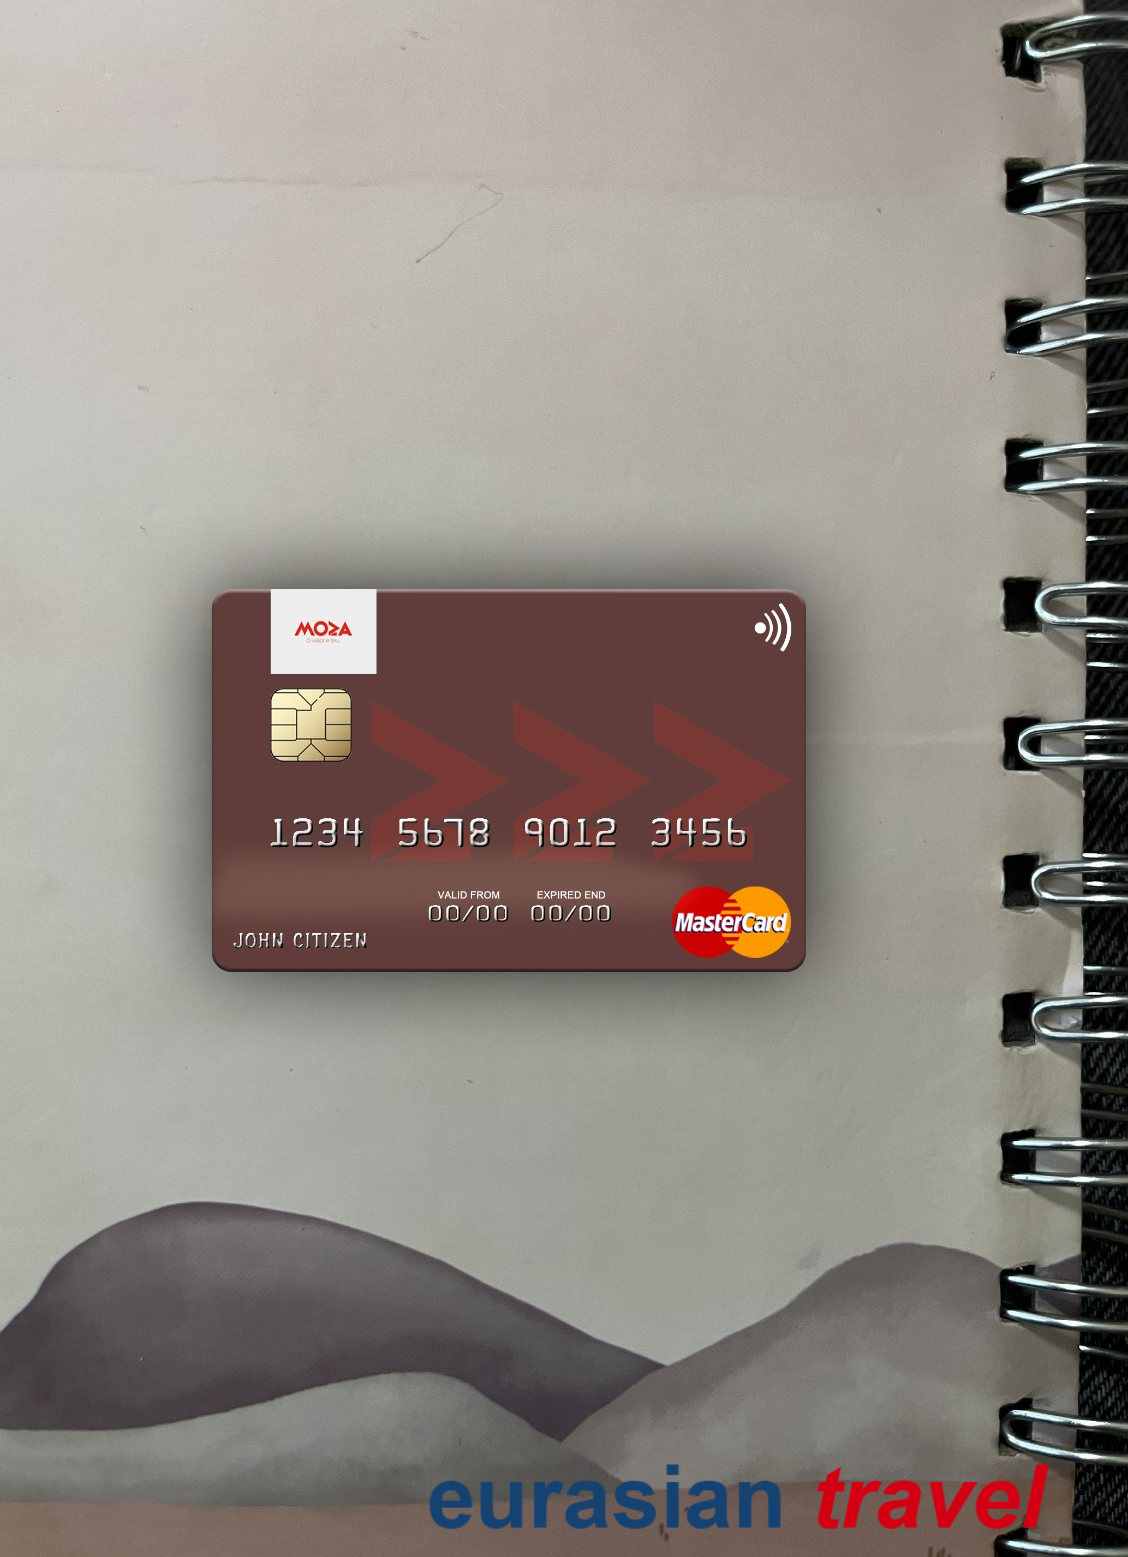 MOZA
1234 5678 9012 3456
VALID FROM
00/00
EXPIRED END
00/00
JOHN CITIZEN
MasterCard
eurasian travel